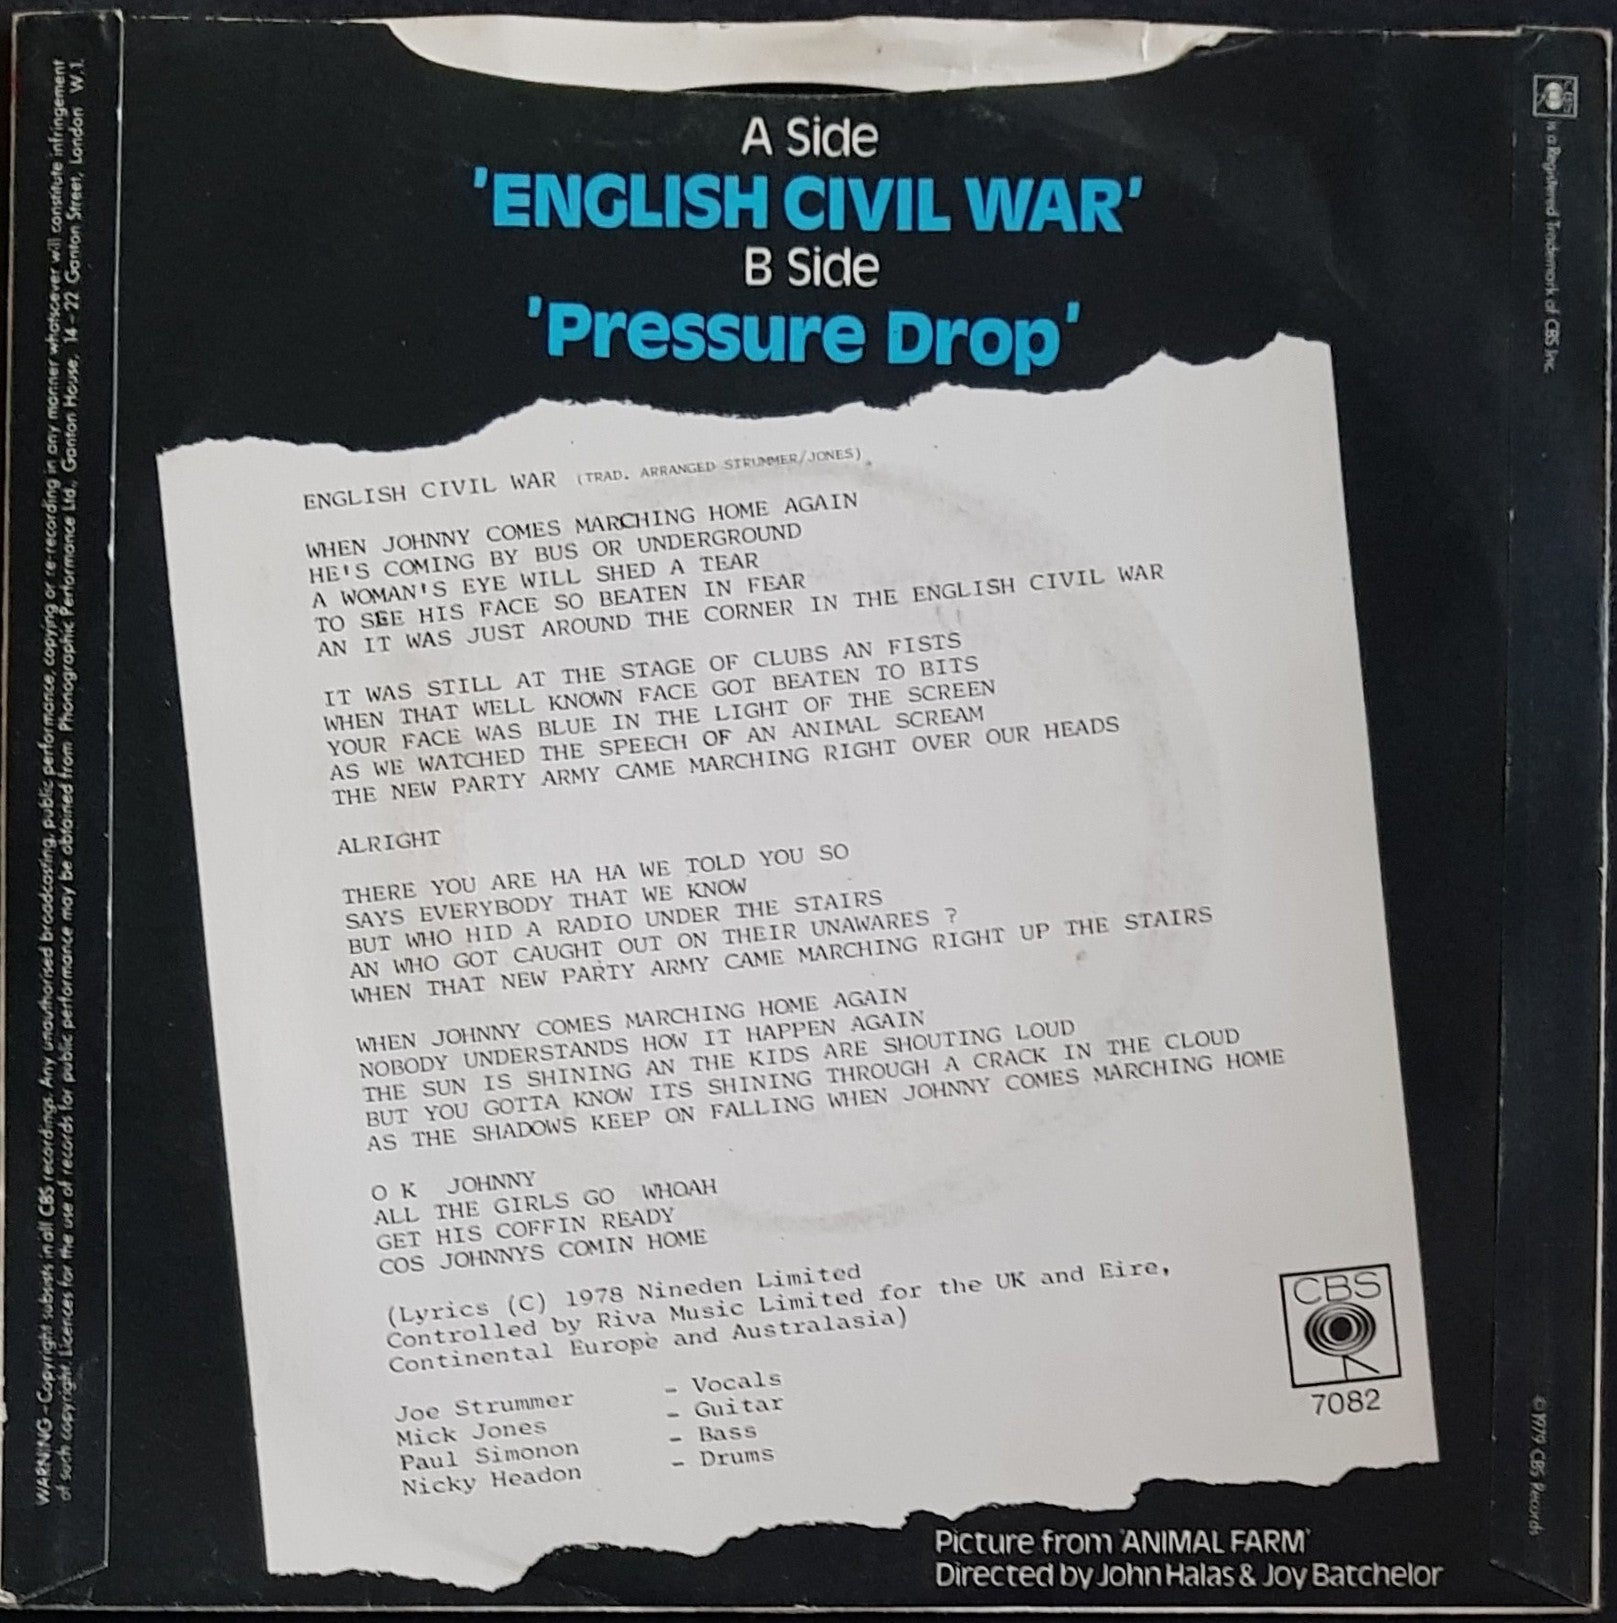 A Side
'ENGLISH CIVIL WAR'
B Side
'Pressure Drop'
ENGLISH CIVIL WAR (TRAD. ARRANGED STRUMMER/JONES).
WHEN JOHNNY COMES MARCHING HOME AGAIN
HE'S COMING BY BUS OR UNDERGROUND
A WOMAN'S EYE WILL SHED A TEAR
TO SEE HIS FACE SO BEATEN IN FEAR
AN IT WAS JUST AROUND THE CORNER IN THE ENGLISH CIVIL WAR
IT WAS STILL AT THE STAGE OF CLUBS AN FISTS
WHEN THAT WELL KNOWN FACE GOT BEATEN TO BITS
YOUR FACE WAS BLUE IN THE LIGHT OF THE SCREEN
AS WE WATCHED THE SPEECH OF AN ANIMAL SCREAM
THE NEW PARTY ARMY CAME MARCHING RIGHT OVER OUR HEADS
ALRIGHT
THERE YOU ARE HA HA WE TOLD YOU SO
SAYS EVERYBODY THAT WE KNOW
BUT WHO HID A RADIO UNDER THE STAIRS
AN WHO GOT CAUGHT OUT ON THEIR UNAWARES ?
WHEN THAT NEW PARTY ARMY CAME MARCHING RIGHT UP THE STAIRS
WHEN JOHNNY COMES MARCHING HOME AGAIN
NOBODY UNDERSTANDS HOW IT HAPPEN AGAIN
THE SUN IS SHINING AN THE KIDS ARE SHOUTING LOUD
BUT YOU GOTTA KNOW ITS SHINING THROUGH A CRACK IN THE CLOUD
AS THE SHADOWS KEEP ON FALLING WHEN JOHNNY COMES MARCHING HOME
O K JOHNNY
ALL THE GIRLS GO WHOAH
GET HIS COFFIN READY
COS JOHNNYS COMIN HOME
(Lyrics (C) 1978 Nineden Limited
Controlled by Riva Music Limited for the UK and Eire,
Continental Europe and Australasia)
Joe Strummer - Vocals
Mick Jones - Guitar
Paul Simonon - Bass
Nicky Headon - Drums
CBS
7082
Picture from 'ANIMAL FARM'
Directed by John Halas & Joy Batchelor
WARNING - Copyright subsists in all CBS recordings. Any unauthorised broadcasting, public performance, copying or re-recording in any manner whatsoever will constitute infringement
of such copyright. Licences for the use of records for public performance may be obtained from Phonographic Performance Ltd., Ganton House, 14-22 Ganton Street, London W.1.
CBS is a Registered Trademark of CBS Inc.
© 1979 CBS Records